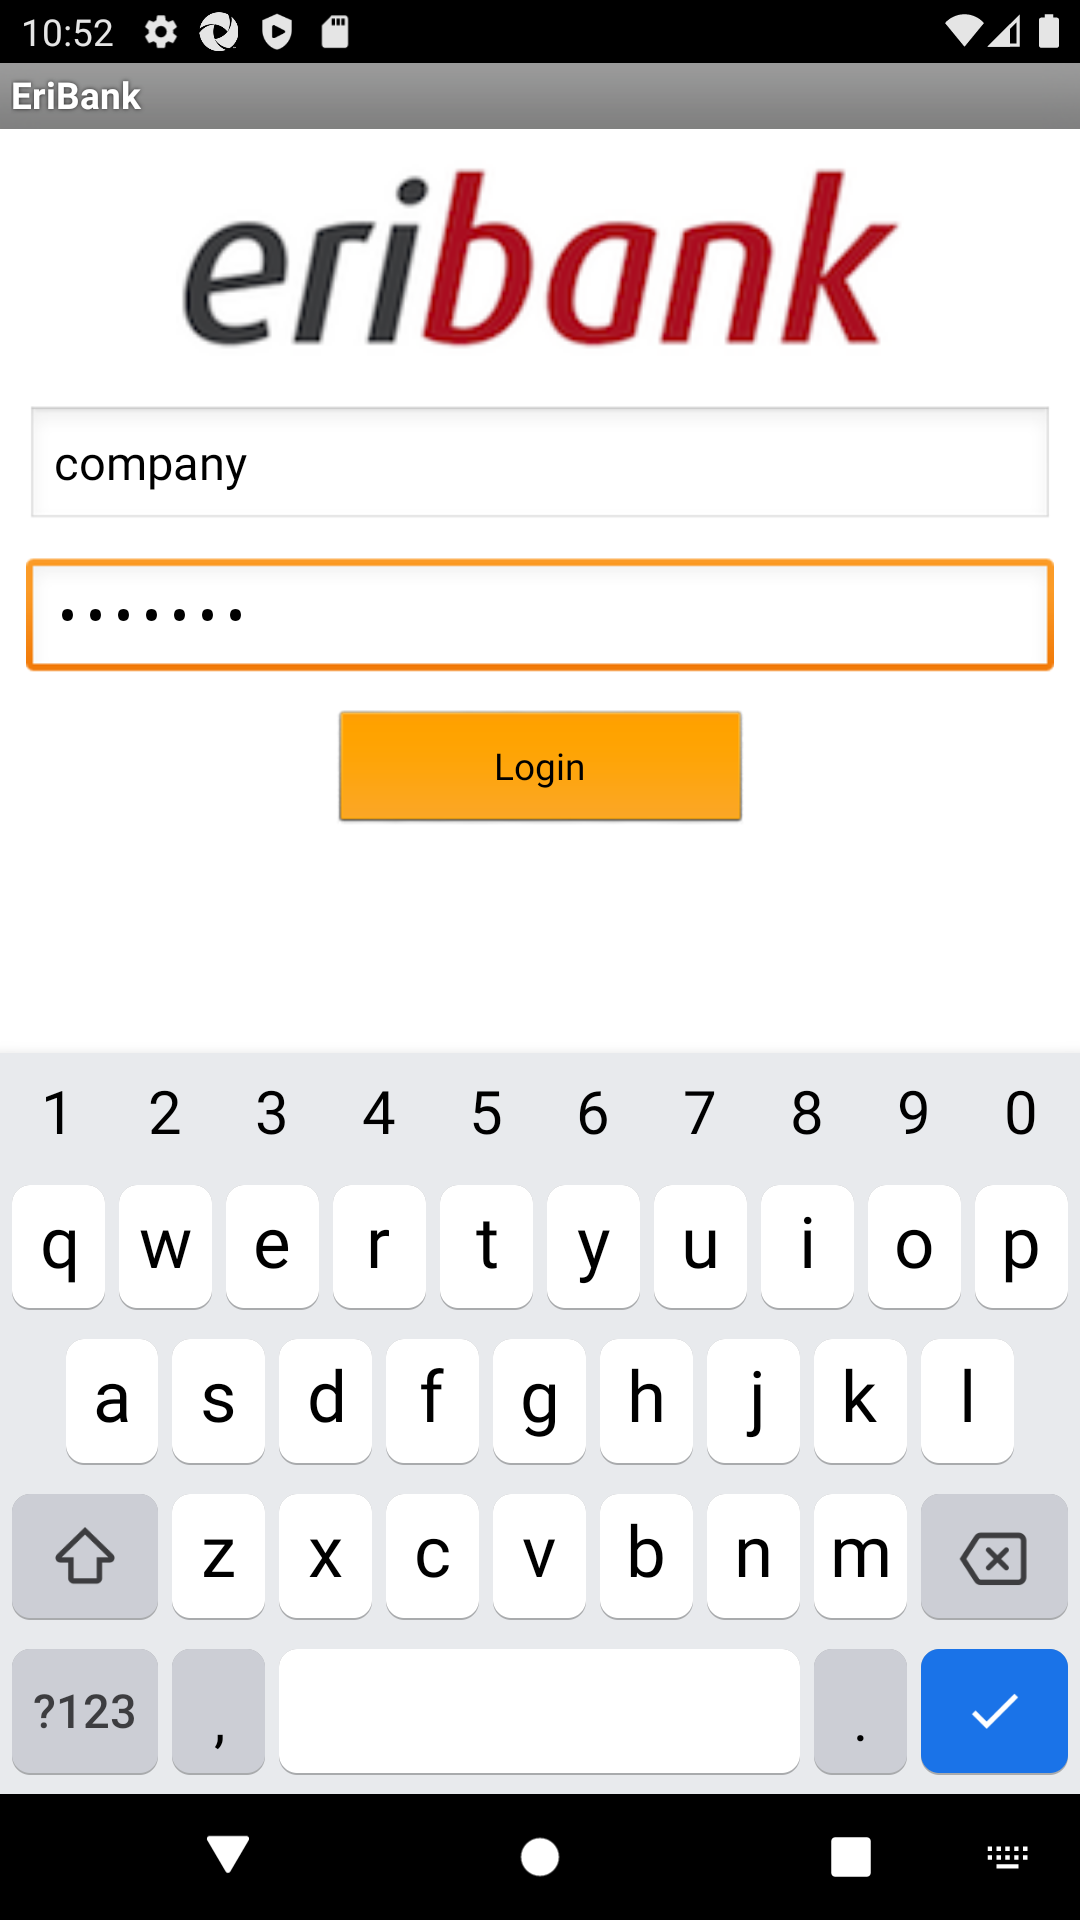 10:52
EriBank
eribank
company
•••••••
Login
1 2 3 4 5 6 7 8 9 0
q w e r t y u i o p
a s d f g h j k l
z x c v b n m
?123 , .